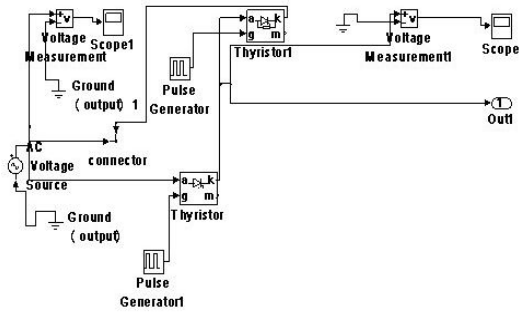 +
-
v
Voltage
Measurement
Scope1
a
k
g
m
Thyristor1
+
-
v
Voltage
Measurement1
Scope
Pulse
Generator
Ground
( output) 1
1
Out1
AC
Voltage
Source
connector
a
k
g
m
Thyristor
Ground
( output)
Pulse
Generator1